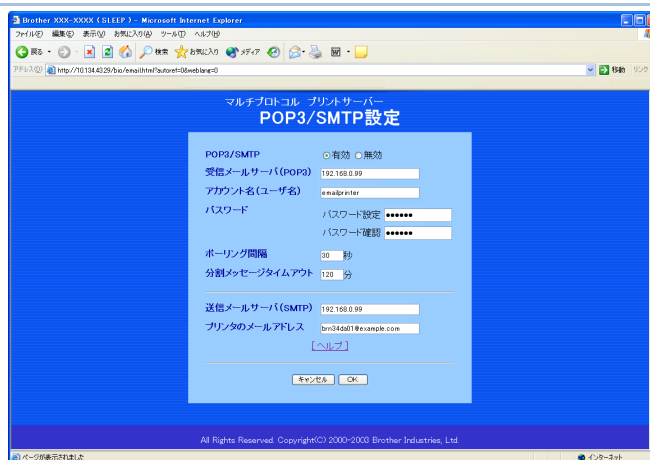 Brother XXX-XXXX ( SLEEP ) - Microsoft Internet Explorer
ファイル(F) 編集(E) 表示(V) お気に入り(A) ツール(T) ヘルプ(H)
戻る 検索 お気に入り メディア
アドレス(D) http://10.134.43.29/bio/email.html?autoret=0&weblang=0 移動 リンク
マルチプロトコル プリントサーバー
POP3/SMTP設定
POP3/SMTP 有効 無効
受信メールサーバ(POP3) 192.168.0.99
アカウント名(ユーザ名) emailprinter
パスワード パスワード設定 ●●●●●●
パスワード確認 ●●●●●●
ポーリング間隔 30 秒
分割メッセージタイムアウト 120 分
送信メールサーバ(SMTP) 192.168.0.99
プリンタのメールアドレス brn34da01@example.com
[ヘルプ]
キャンセル OK
All Rights Reserved. Copyright(C) 2000-2003 Brother Industries, Ltd.
ページが表示されました インターネット